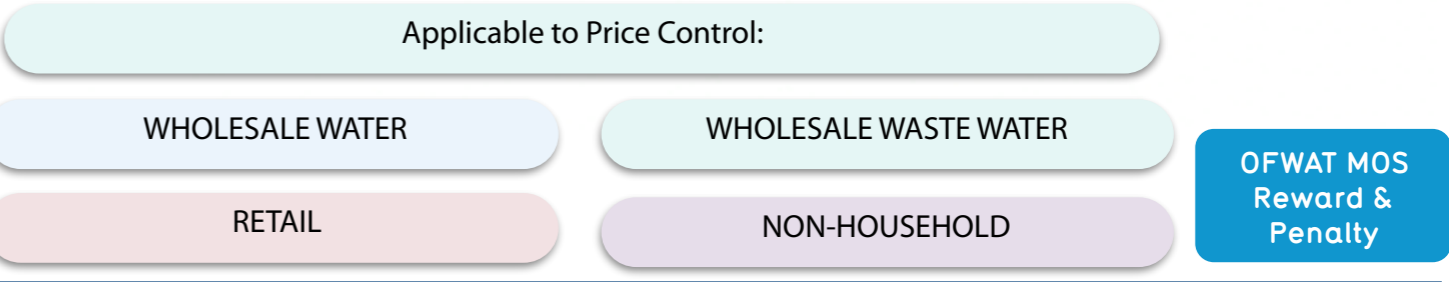 Applicable to Price Control:
WHOLESALE WATER
WHOLESALE WASTE WATER
RETAIL
NON-HOUSEHOLD
OFWAT MOS
Reward &
Penalty